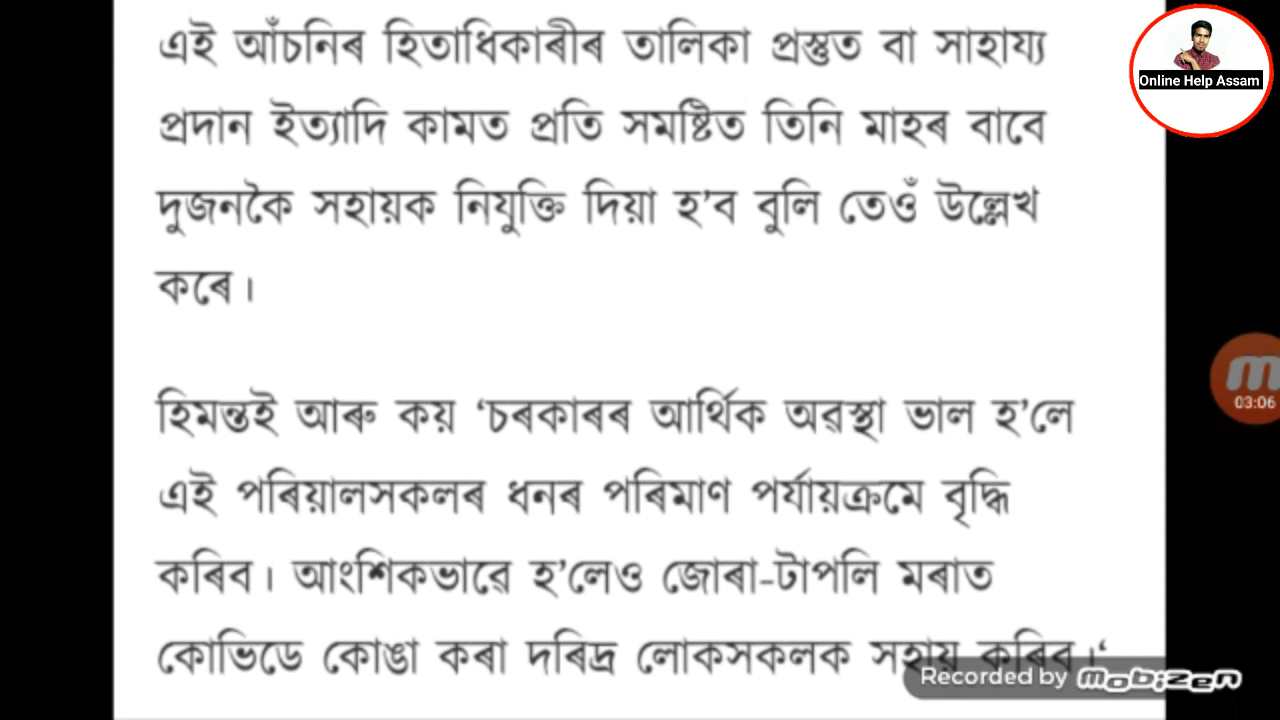 এই আঁচনিৰ হিতাধিকাৰীৰ তালিকা প্ৰস্তুত বা সাহায্য
প্ৰদান ইত্যাদি কামত প্ৰতি সমষ্টিত তিনি মাহৰ বাবে
দুজনকৈ সহায়ক নিযুক্তি দিয়া হ’ব বুলি তেওঁ উল্লেখ
কৰে।
হিমন্তই আৰু কয় ‘চৰকাৰৰ আৰ্থিক অৱস্থা ভাল হ’লে
এই পৰিয়ালসকলৰ ধনৰ পৰিমাণ পৰ্যায়ক্ৰমে বৃদ্ধি
কৰিব। আংশিকভাৱে হ’লেও জোৰা-টাপলি মৰাত
কোভিডে কোঙা কৰা দৰিদ্ৰ লোকসকলক সহায় কৰিব।‘
Online Help Assam
03:06
Recorded by mobizen